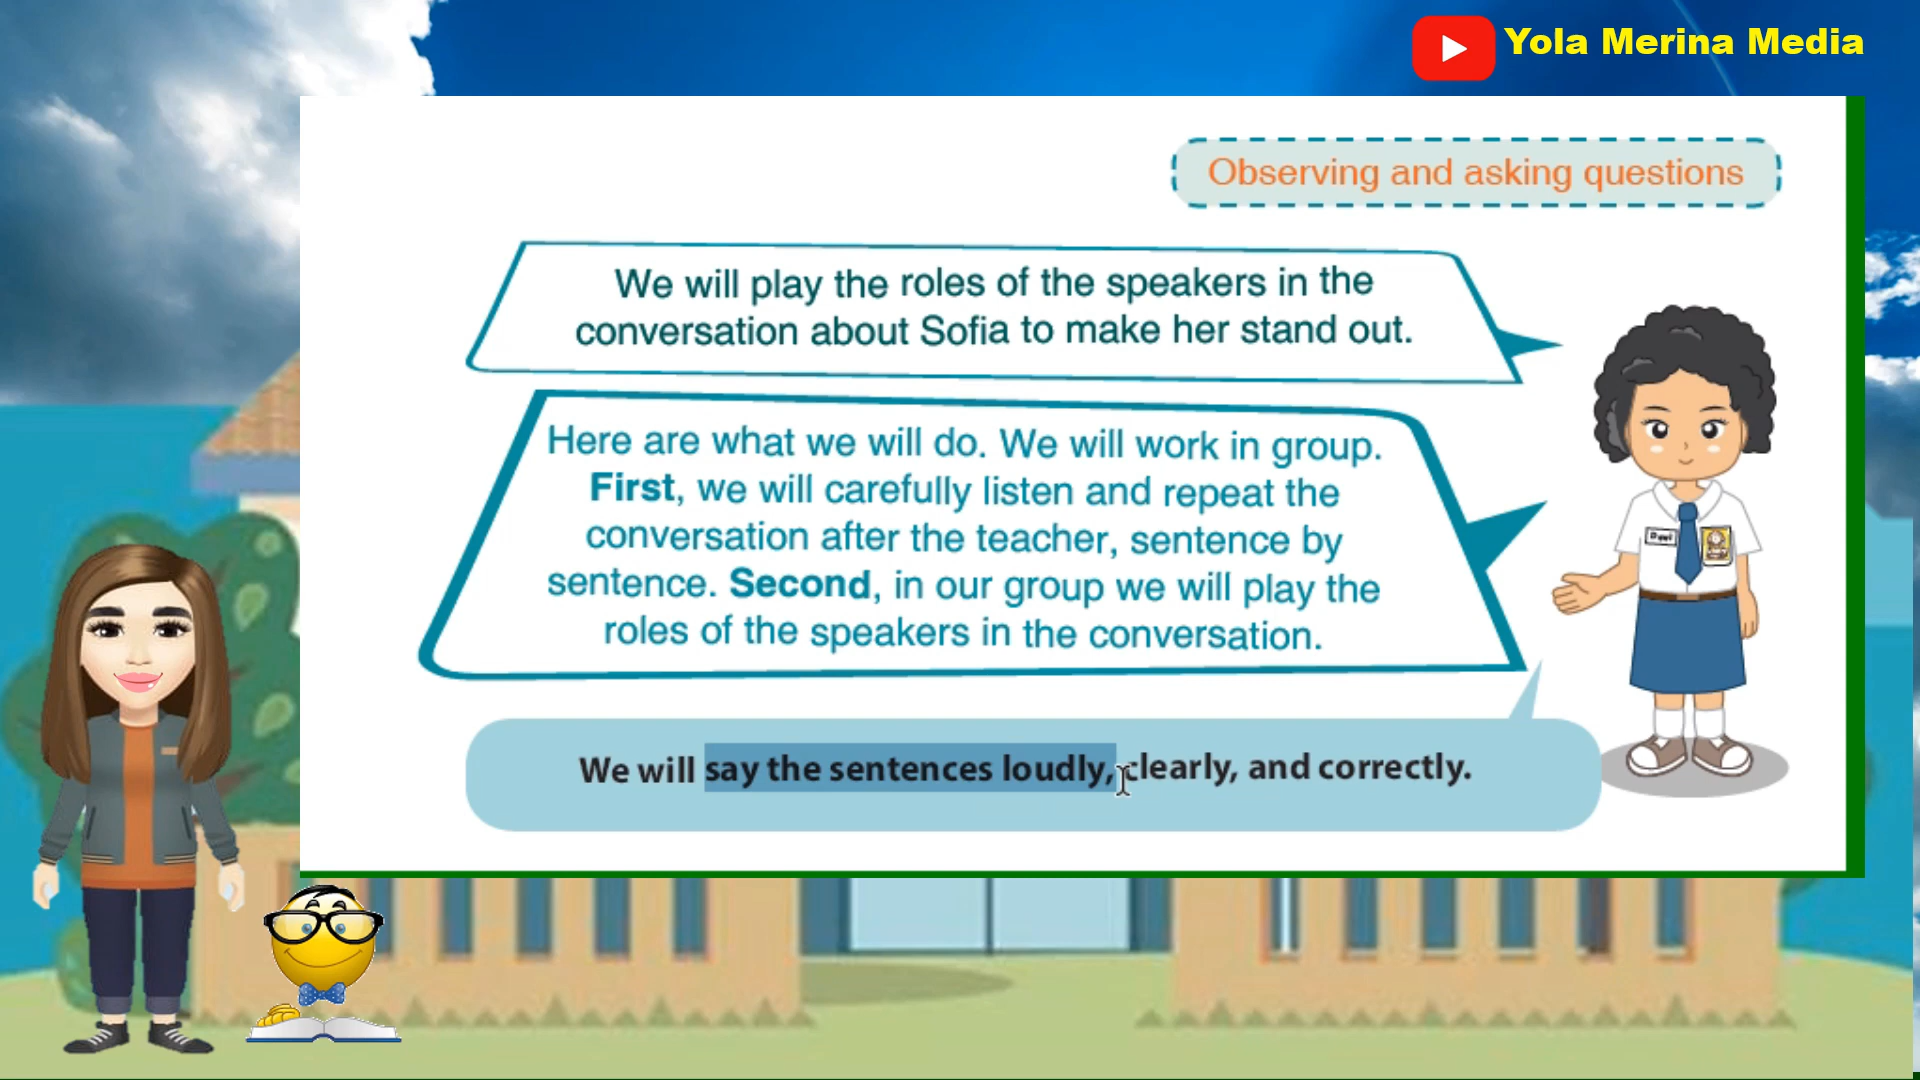 Yola Merina Media
Observing and asking questions
We will play the roles of the speakers in the
conversation about Sofia to make her stand out.
Here are what we will do. We will work in group.
First, we will carefully listen and repeat the
conversation after the teacher, sentence by
sentence. Second, in our group we will play the
roles of the speakers in the conversation.
We will say the sentences loudly, clearly, and correctly.